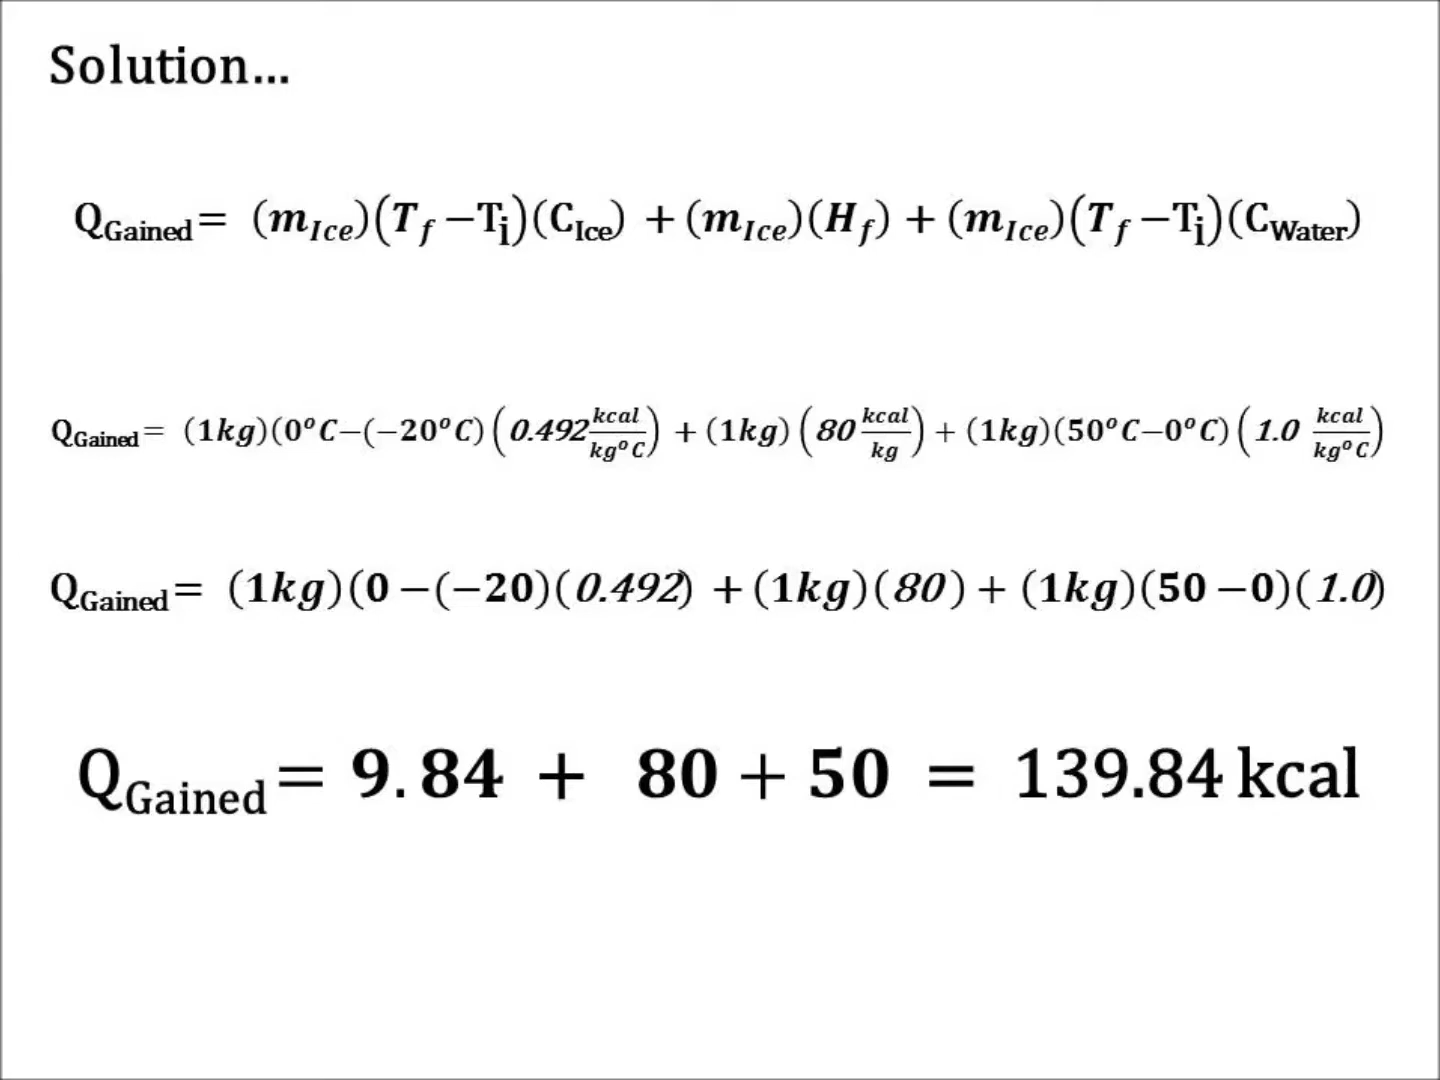 Solution...
Q_Gained = (m_Ice)(T_f −T_i)(C_Ice) + (m_Ice)(H_f) + (m_Ice)(T_f −T_i)(C_Water)
Q_Gained = (1kg)(0°C−(−20°C)(0.492 kcal/kg°C) + (1kg)(80 kcal/kg) + (1kg)(50°C−0°C)(1.0 kcal/kg°C)
Q_Gained = (1kg)(0 −(−20)(0.492) +(1kg)(80) + (1kg)(50 −0)(1.0)
Q_Gained = 9.84 + 80 + 50 = 139.84 kcal